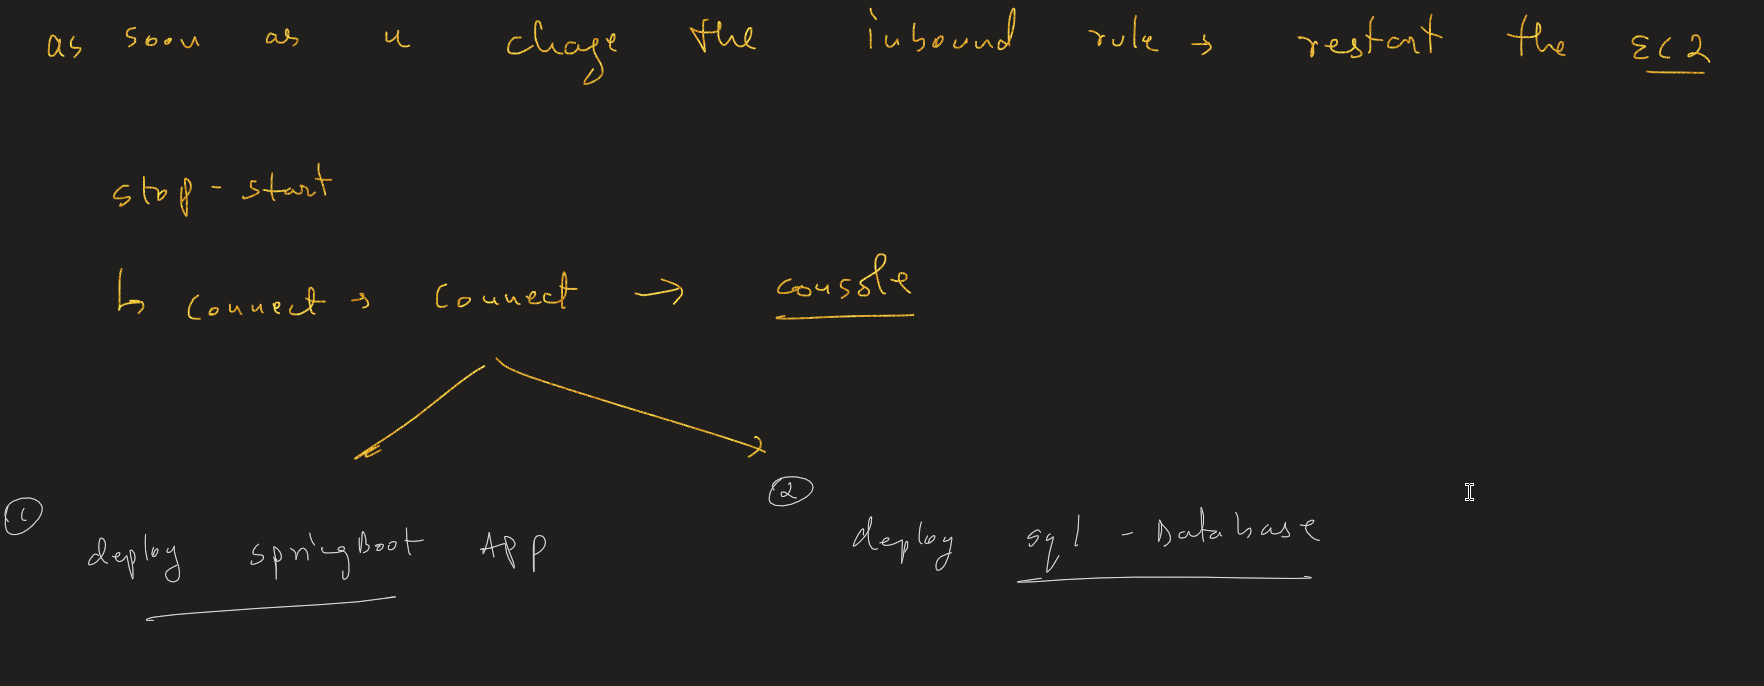 as soon as u chage the inbound rule → restart the EC2
stop - start
↳ connect → connect → console
① deploy springBoot APP
② deploy sql - Database